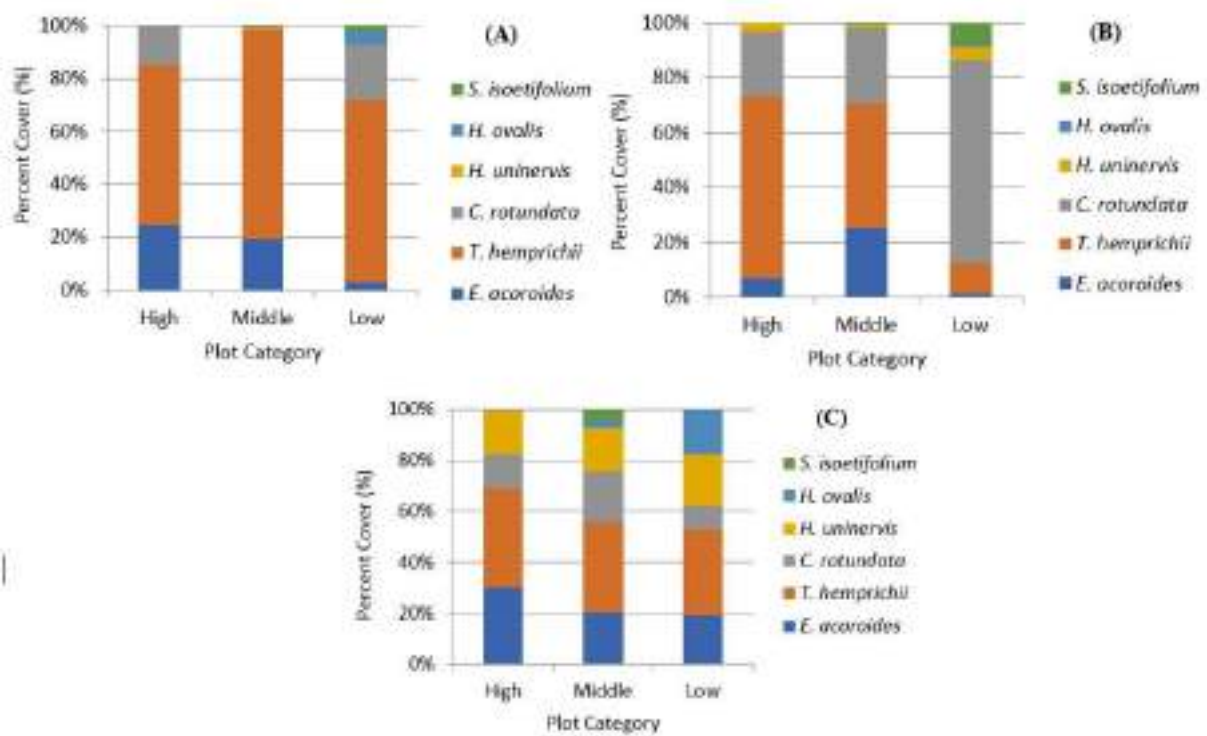 (A)
Percent Cover (%)
100%
80%
60%
40%
20%
0%
High Middle Low
Plot Category
S. isoetifolium
H. ovalis
H. uninervis
C. rotundata
T. hemprichii
E. acoroides
(B)
Percent Cover (%)
100%
80%
60%
40%
20%
0%
High Middle Low
Plot Category
S. isoetifolium
H. ovalis
H. uninervis
C. rotundata
T. hemprichii
E. acoroides
(C)
Percent Cover (%)
100%
80%
60%
40%
20%
0%
High Middle Low
Plot Category
S. isoetifolium
H. ovalis
H. uninervis
C. rotundata
T. hemprichii
E. acoroides